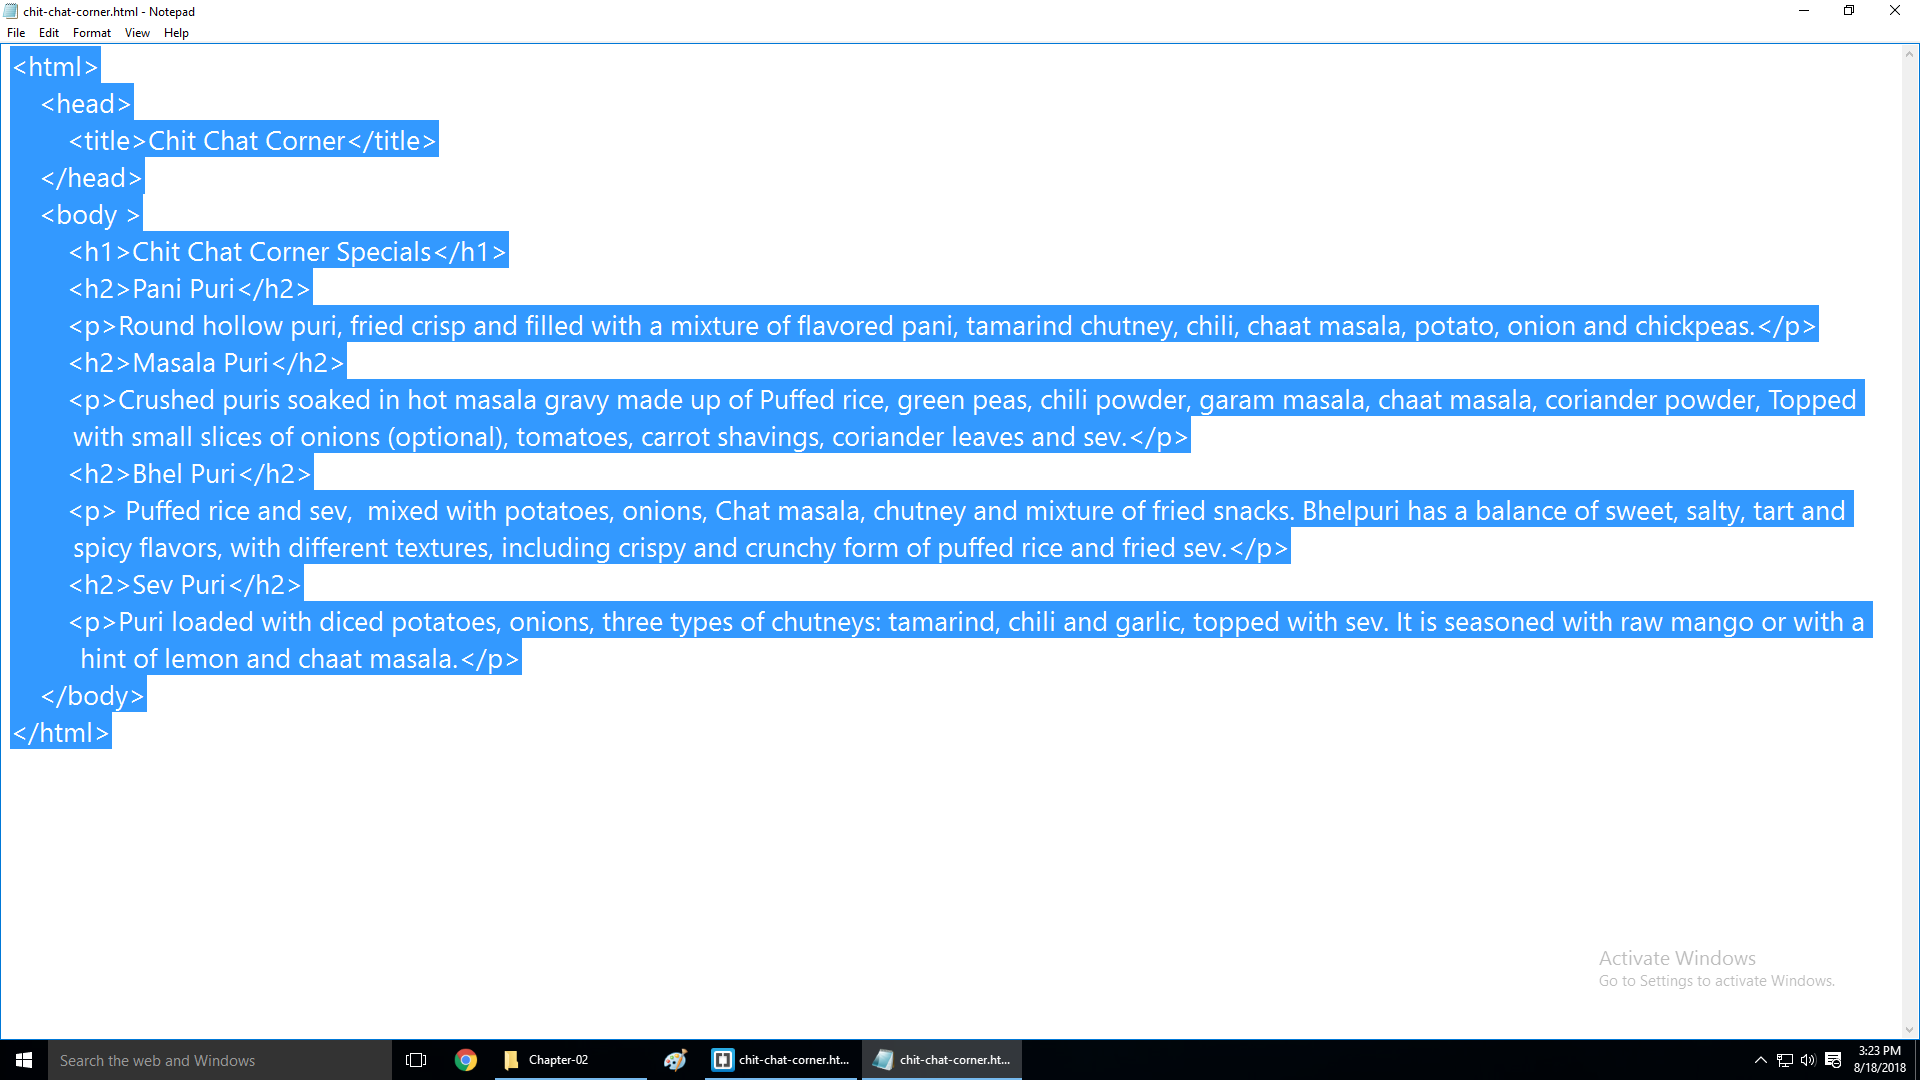 chit-chat-corner.html - Notepad
File Edit Format View Help
<html>
<head>
<title>Chit Chat Corner</title>
</head>
<body >
<h1>Chit Chat Corner Specials</h1>
<h2>Pani Puri</h2>
<p>Round hollow puri, fried crisp and filled with a mixture of flavored pani, tamarind chutney, chili, chaat masala, potato, onion and chickpeas.</p>
<h2>Masala Puri</h2>
<p>Crushed puris soaked in hot masala gravy made up of Puffed rice, green peas, chili powder, garam masala, chaat masala, coriander powder, Topped
with small slices of onions (optional), tomatoes, carrot shavings, coriander leaves and sev.</p>
<h2>Bhel Puri</h2>
<p> Puffed rice and sev,  mixed with potatoes, onions, Chat masala, chutney and mixture of fried snacks. Bhelpuri has a balance of sweet, salty, tart and
spicy flavors, with different textures, including crispy and crunchy form of puffed rice and fried sev.</p>
<h2>Sev Puri</h2>
<p>Puri loaded with diced potatoes, onions, three types of chutneys: tamarind, chili and garlic, topped with sev. It is seasoned with raw mango or with a
hint of lemon and chaat masala.</p>
</body>
</html>
Activate Windows
Go to Settings to activate Windows.
Search the web and Windows
Chapter-02
chit-chat-corner.ht...
chit-chat-corner.ht...
3:23 PM
8/18/2018